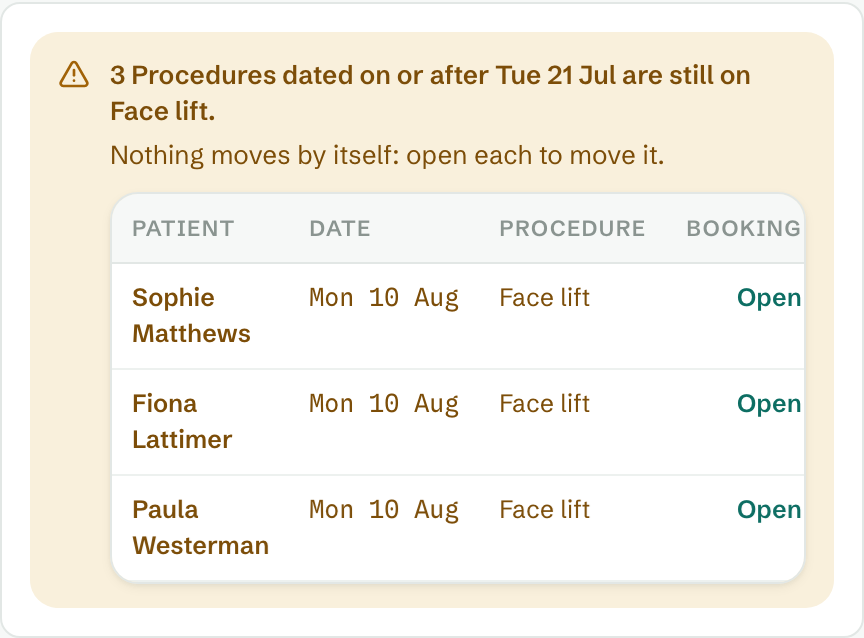 3 Procedures dated on or after Tue 21 Jul are still on
Face lift.
Nothing moves by itself: open each to move it.
PATIENT DATE PROCEDURE BOOKING
Sophie Mon 10 Aug Face lift Open
Matthews
Fiona Mon 10 Aug Face lift Open
Lattimer
Paula Mon 10 Aug Face lift Open
Westerman